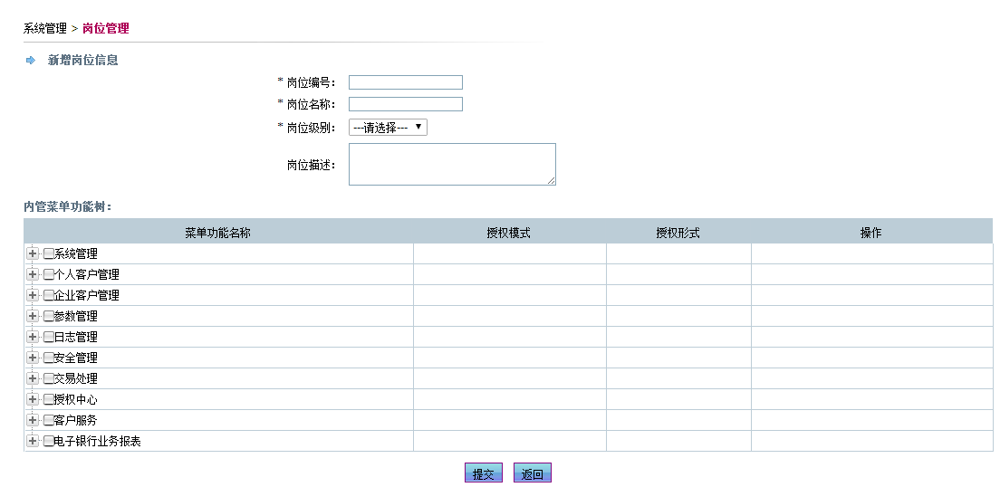 系统管理 > 岗位管理
新增岗位信息
* 岗位编号：
* 岗位名称：
* 岗位级别： ---请选择---
岗位描述：
内管菜单功能树：
菜单功能名称 授权模式 授权形式 操作
系统管理
个人客户管理
企业客户管理
参数管理
日志管理
安全管理
交易处理
授权中心
客户服务
电子银行业务报表
提交 返回